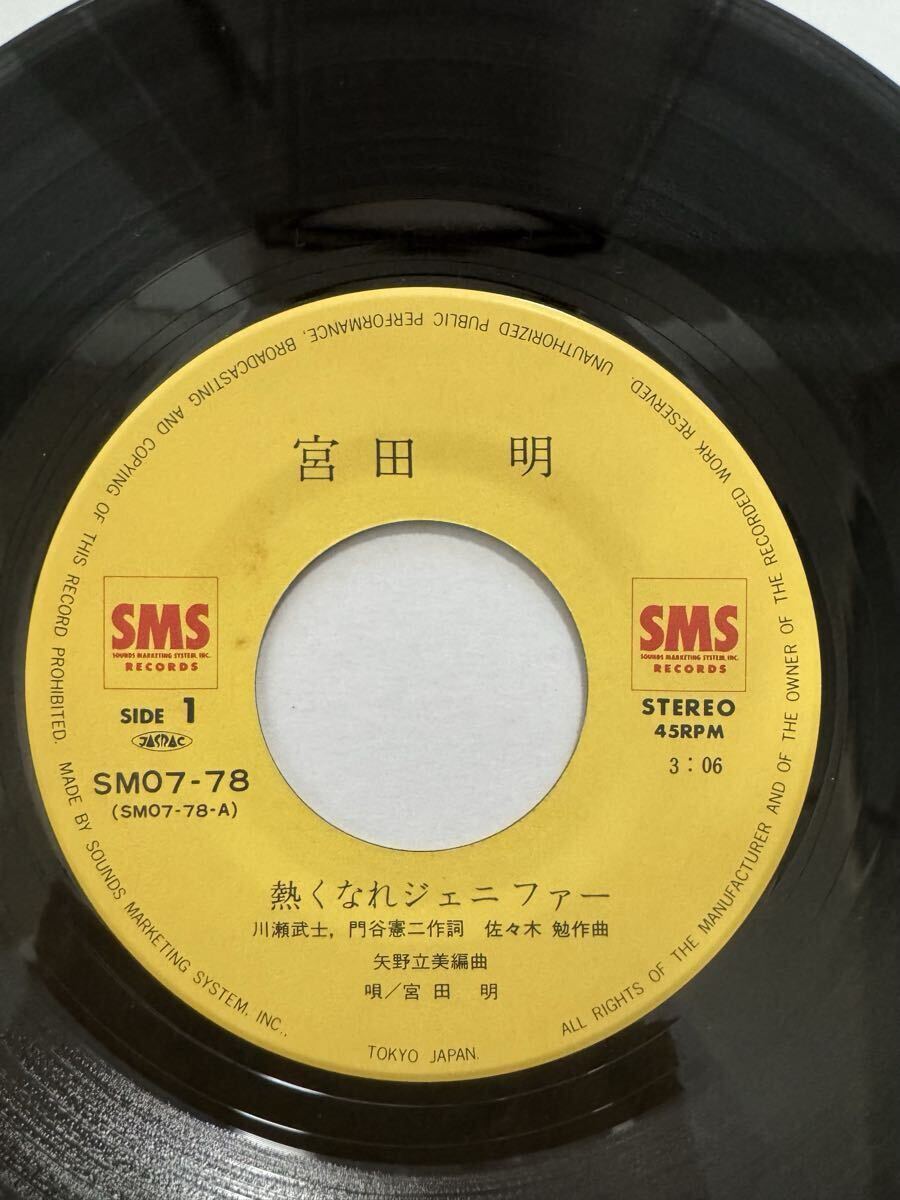 宮田 明
SMS
SOUNDS MARKETING SYSTEM, INC.
RECORDS
SIDE 1
JASRAC
SM07-78
(SM07-78-A)
SMS
SOUNDS MARKETING SYSTEM, INC.
RECORDS
STEREO
45RPM
3:06
熱くなれジェニファー
川瀬武士, 門谷憲二作詞 佐々木 勉作曲
矢野立美編曲
唄/宮田 明
MADE BY SOUNDS MARKETING SYSTEM, INC., TOKYO JAPAN. ALL RIGHTS OF THE MANUFACTURER AND OF THE OWNER OF THE RECORDED WORK RESERVED. UNAUTHORIZED PUBLIC PERFORMANCE, BROADCASTING AND COPYING OF THIS RECORD PROHIBITED.